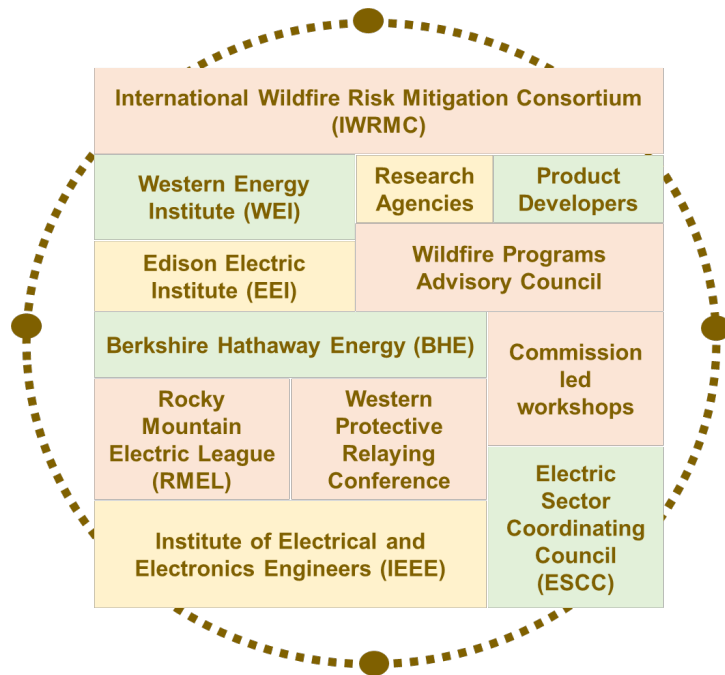 International Wildfire Risk Mitigation Consortium
(IWRMC)
Western Energy
Institute (WEI)
Research
Agencies
Product
Developers
Edison Electric
Institute (EEI)
Wildfire Programs
Advisory Council
Berkshire Hathaway Energy (BHE)
Commission
led
workshops
Rocky
Mountain
Electric League
(RMEL)
Western
Protective
Relaying
Conference
Electric
Sector
Coordinating
Council
(ESCC)
Institute of Electrical and
Electronics Engineers (IEEE)